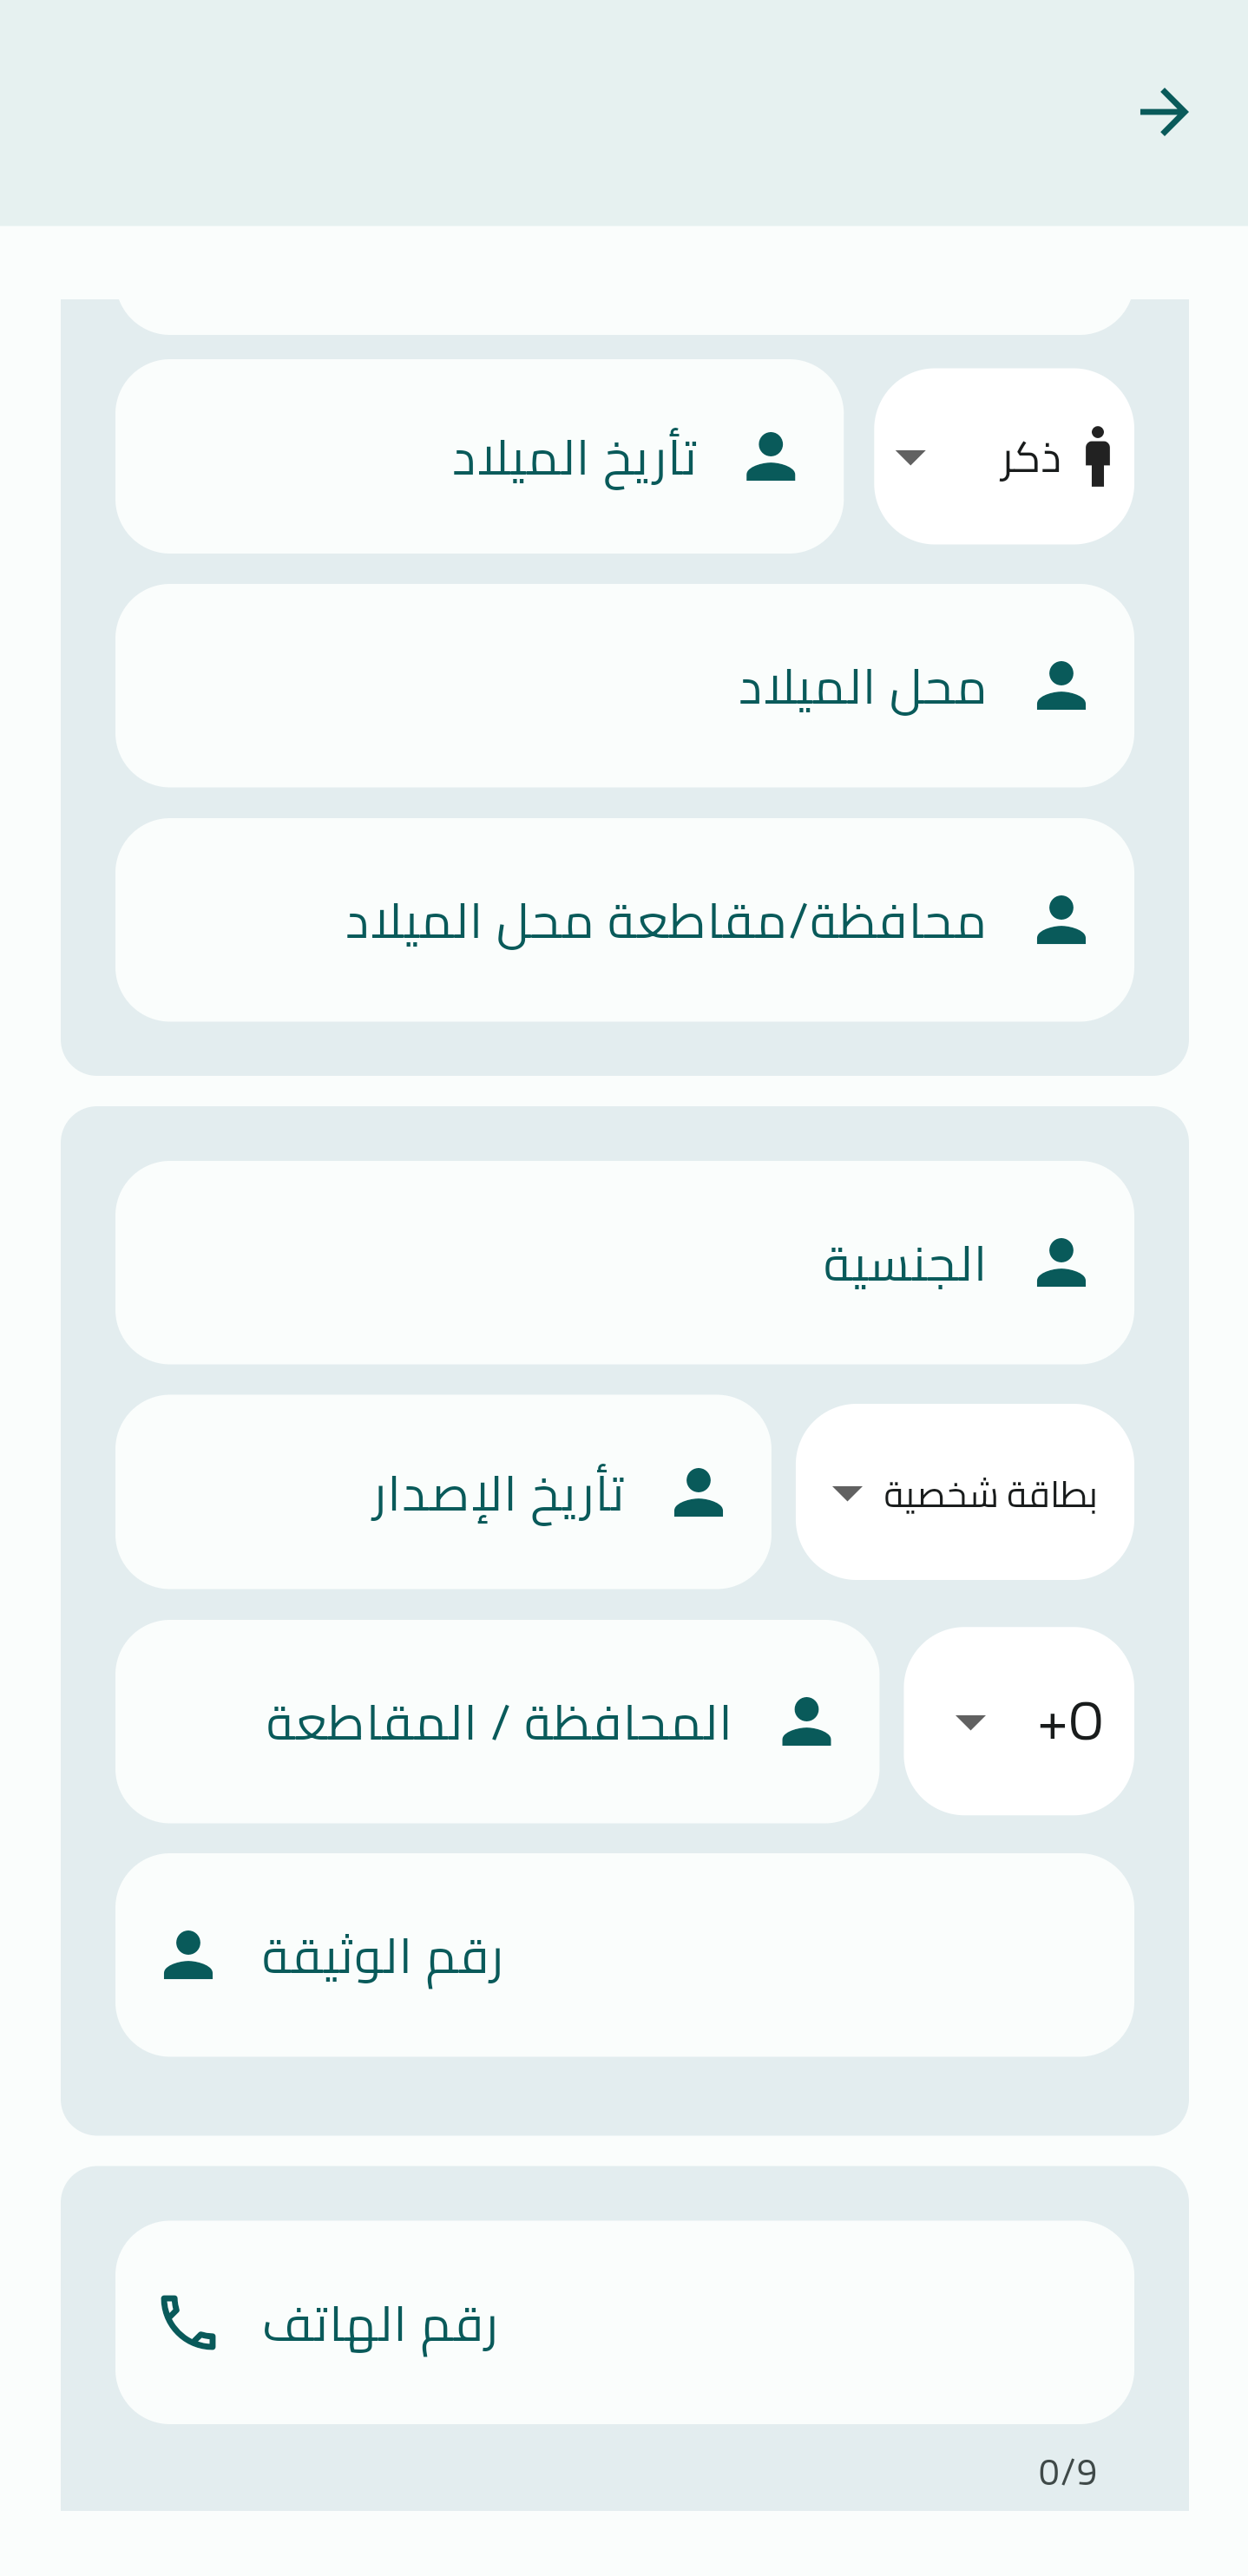 ذكر
تأريخ الميلاد
محل الميلاد
محافظة/مقاطعة محل الميلاد
الجنسية
بطاقة شخصية
تأريخ الإصدار
O+
المحافظة / المقاطعة
رقم الوثيقة
رقم الهاتف
0/9